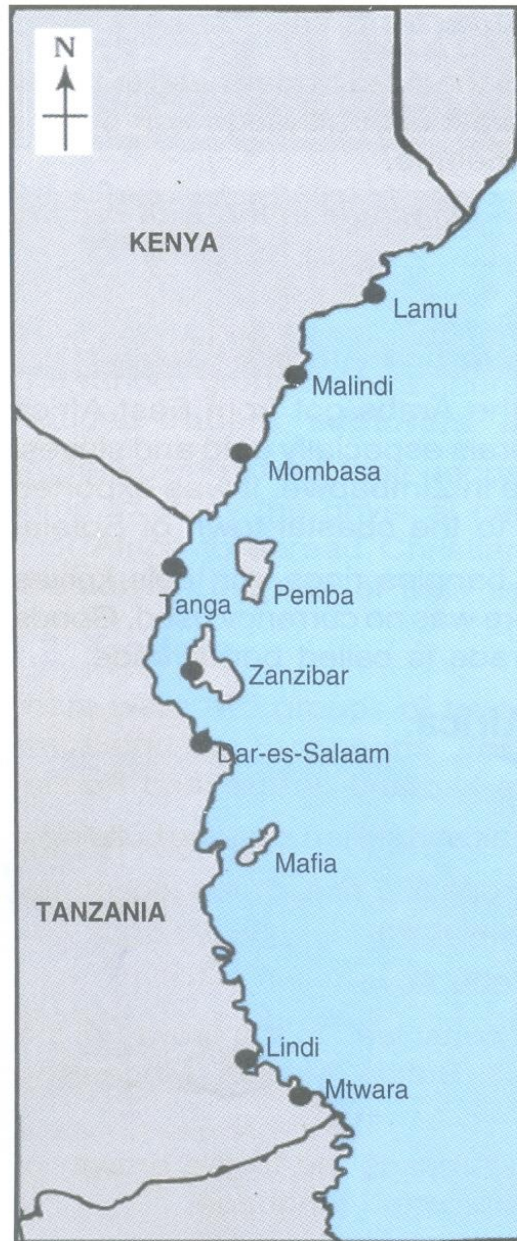 N
KENYA
Lamu
Malindi
Mombasa
Tanga
Pemba
Zanzibar
Dar-es-Salaam
Mafia
TANZANIA
Lindi
Mtwara